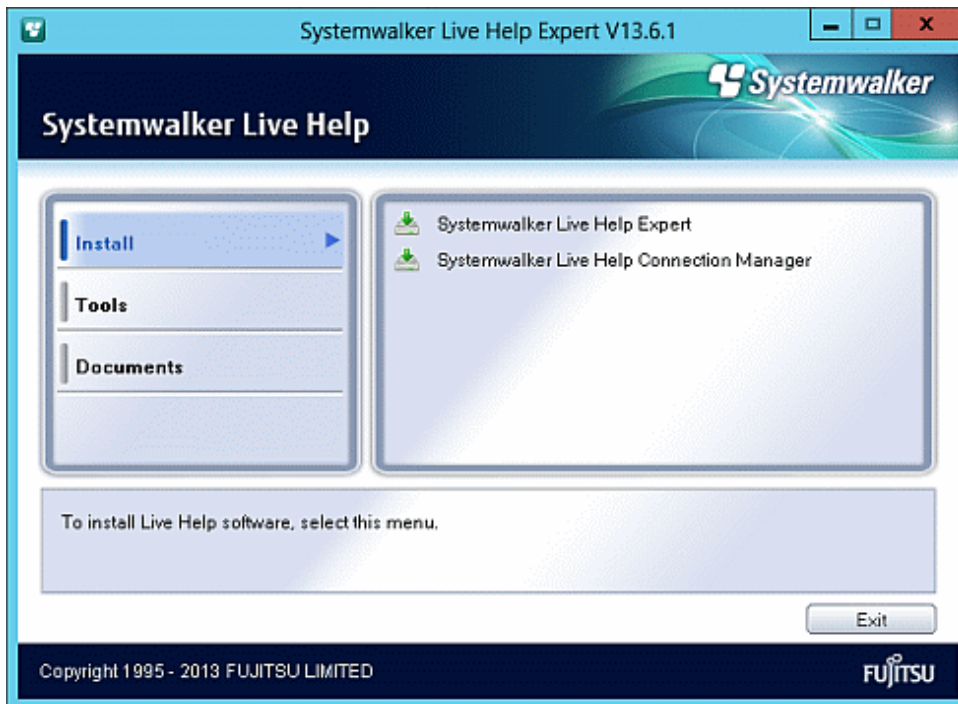 Systemwalker Live Help Expert V13.6.1
Systemwalker
Systemwalker Live Help
Install
Tools
Documents
Systemwalker Live Help Expert
Systemwalker Live Help Connection Manager
To install Live Help software, select this menu.
Exit
Copyright 1995 - 2013 FUJITSU LIMITED
FUJITSU